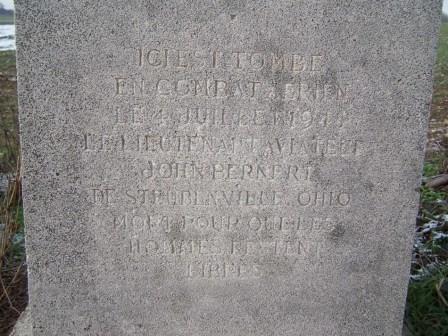 ICI EST TOMBE
EN COMBAT AERIEN
LE 4 JUILLET 1944
LE LIEUTENANT AVIATEUR
JOHN
DE STEUBENVILLE, OHIO
MORT POUR QUE LES
HOMMES RESTENT
LIBRES